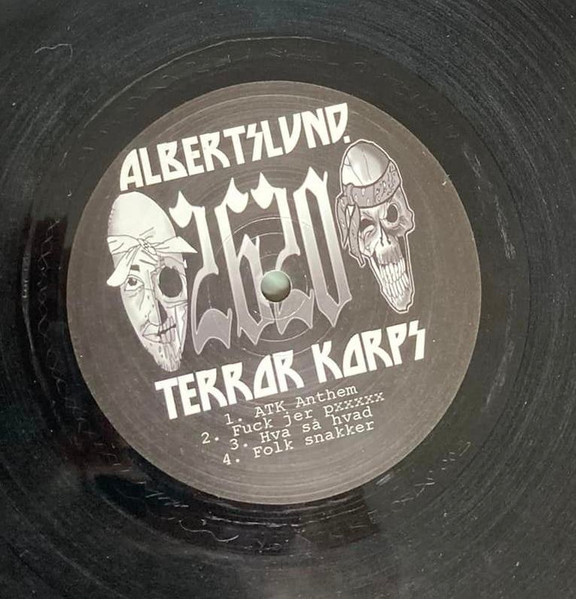 ALBERTSLUND.
2620
TERROR KORPS
1. ATK Anthem
2. Fuck jer pxxxxx
3. Hva så hvad
4. Folk snakker